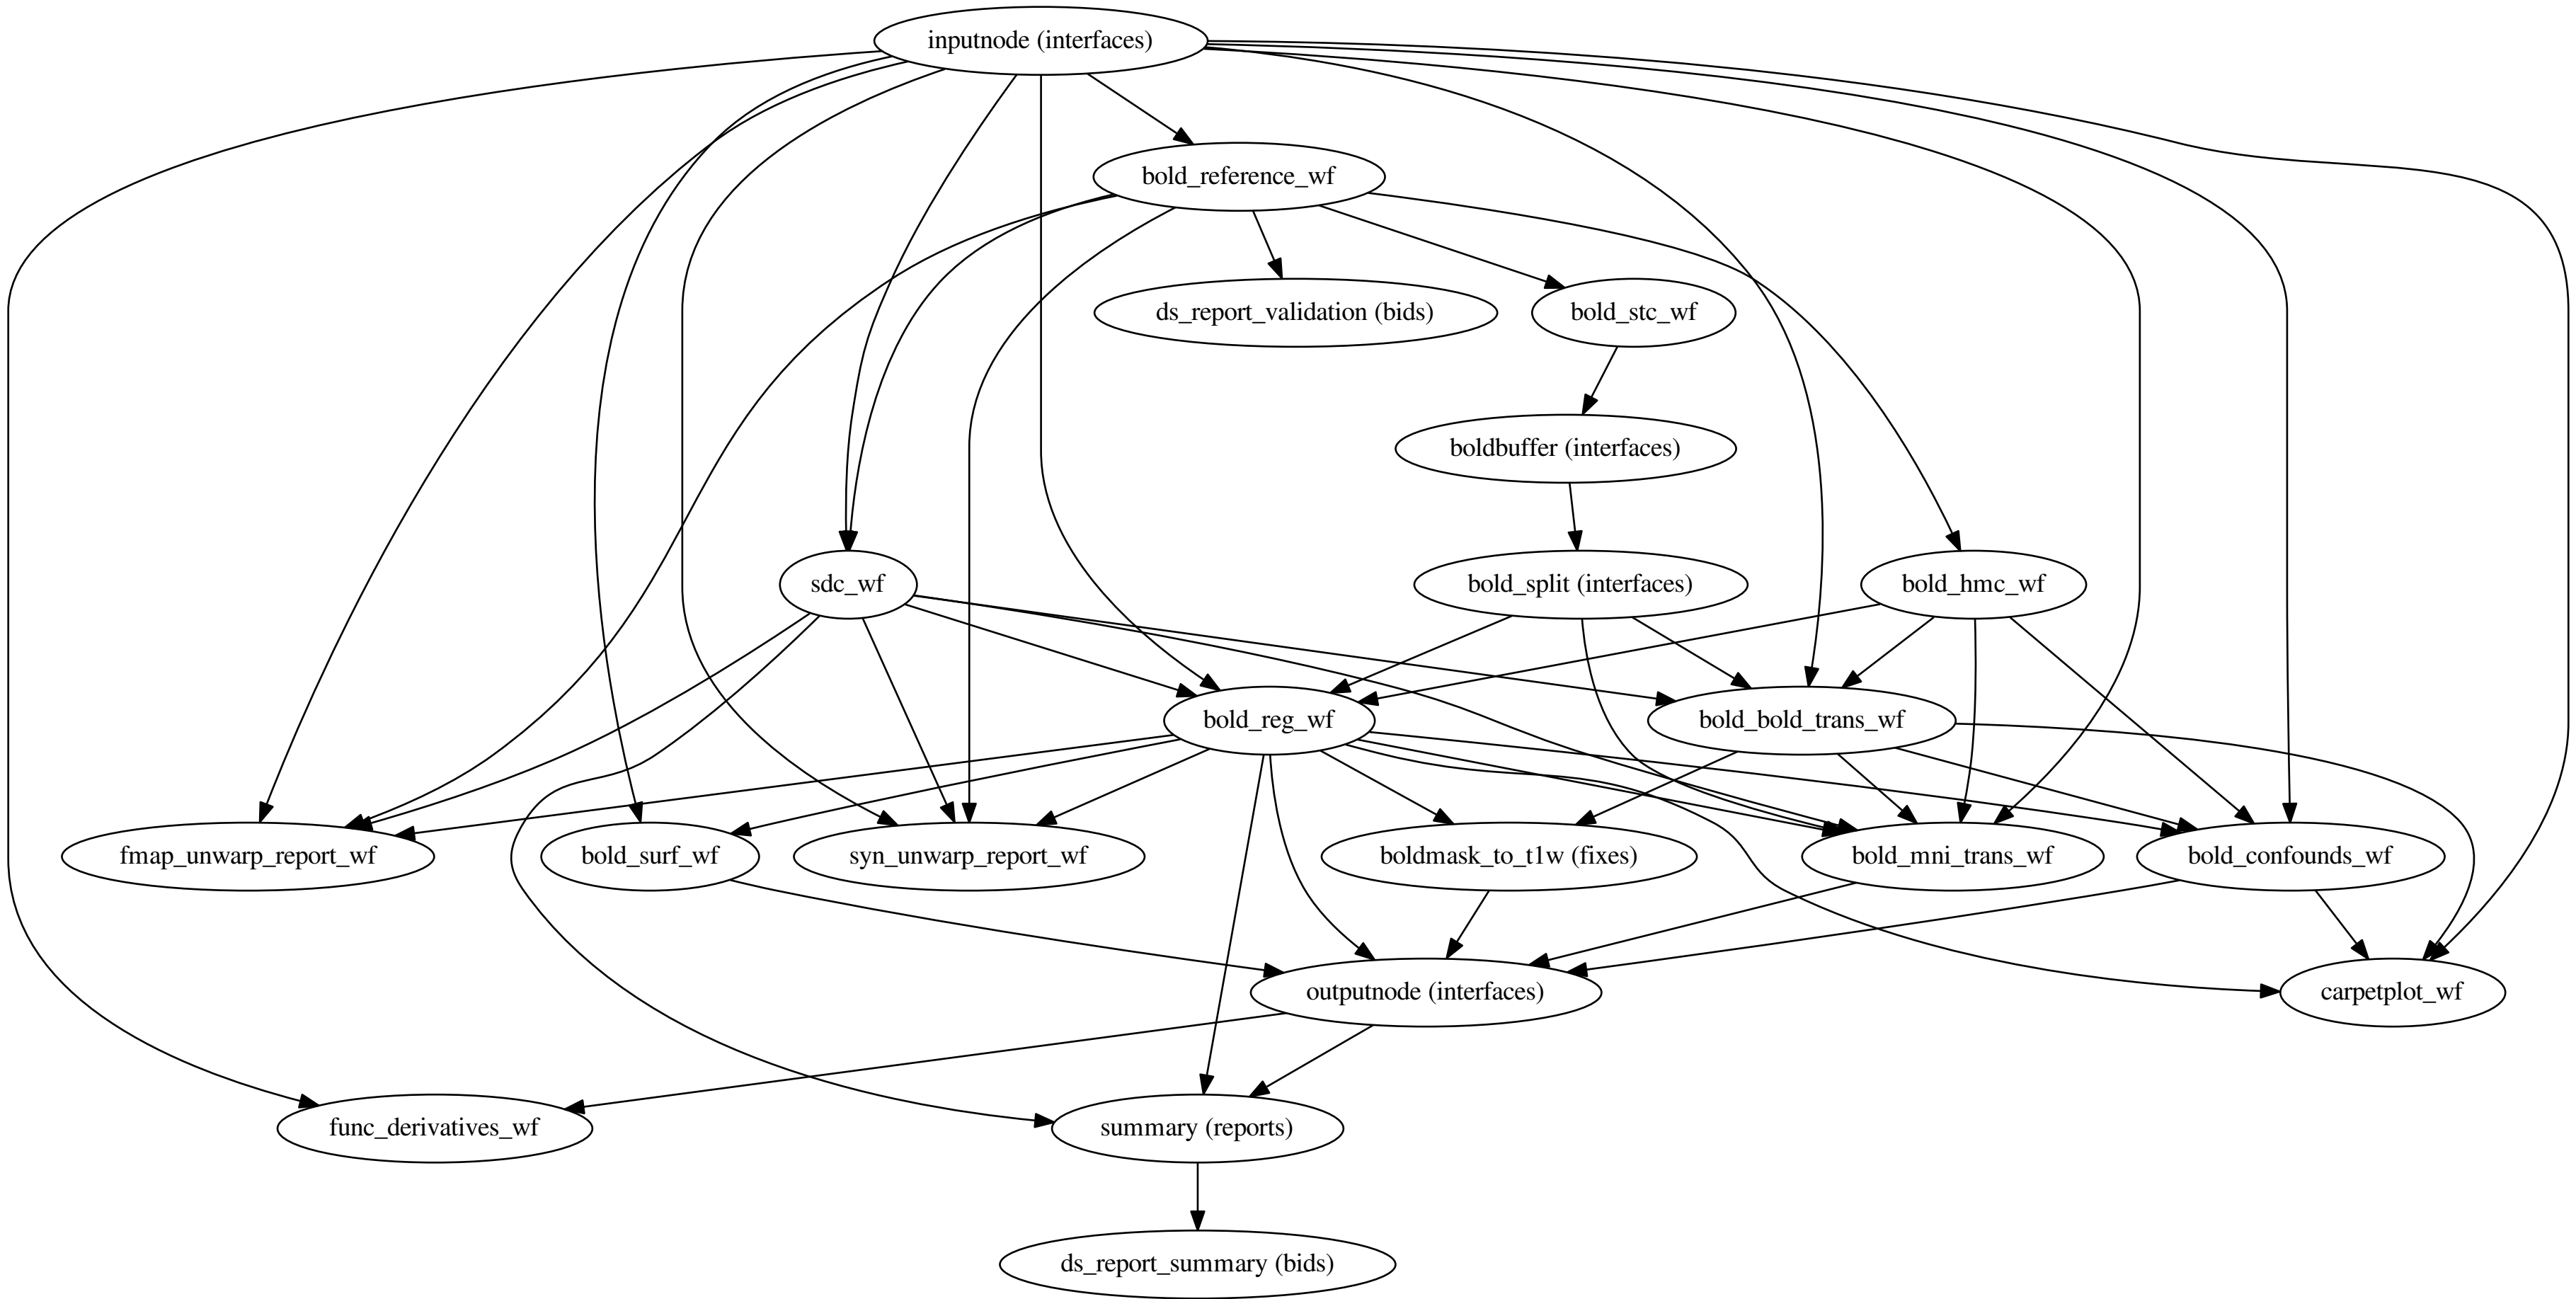 inputnode (interfaces)
bold_reference_wf
ds_report_validation (bids)
bold_stc_wf
boldbuffer (interfaces)
sdc_wf
bold_split (interfaces)
bold_hmc_wf
bold_reg_wf
bold_bold_trans_wf
fmap_unwarp_report_wf
bold_surf_wf
syn_unwarp_report_wf
boldmask_to_t1w (fixes)
bold_mni_trans_wf
bold_confounds_wf
outputnode (interfaces)
carpetplot_wf
func_derivatives_wf
summary (reports)
ds_report_summary (bids)